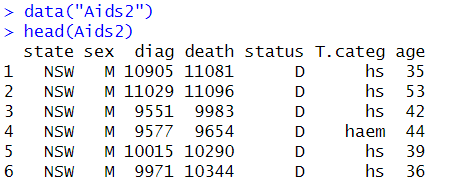 > data("Aids2")
> head(Aids2)
  state sex  diag death status T.categ age
1   NSW   M 10905 11081      D      hs  35
2   NSW   M 11029 11096      D      hs  53
3   NSW   M  9551  9983      D      hs  42
4   NSW   M  9577  9654      D    haem  44
5   NSW   M 10015 10290      D      hs  39
6   NSW   M  9971 10344      D      hs  36